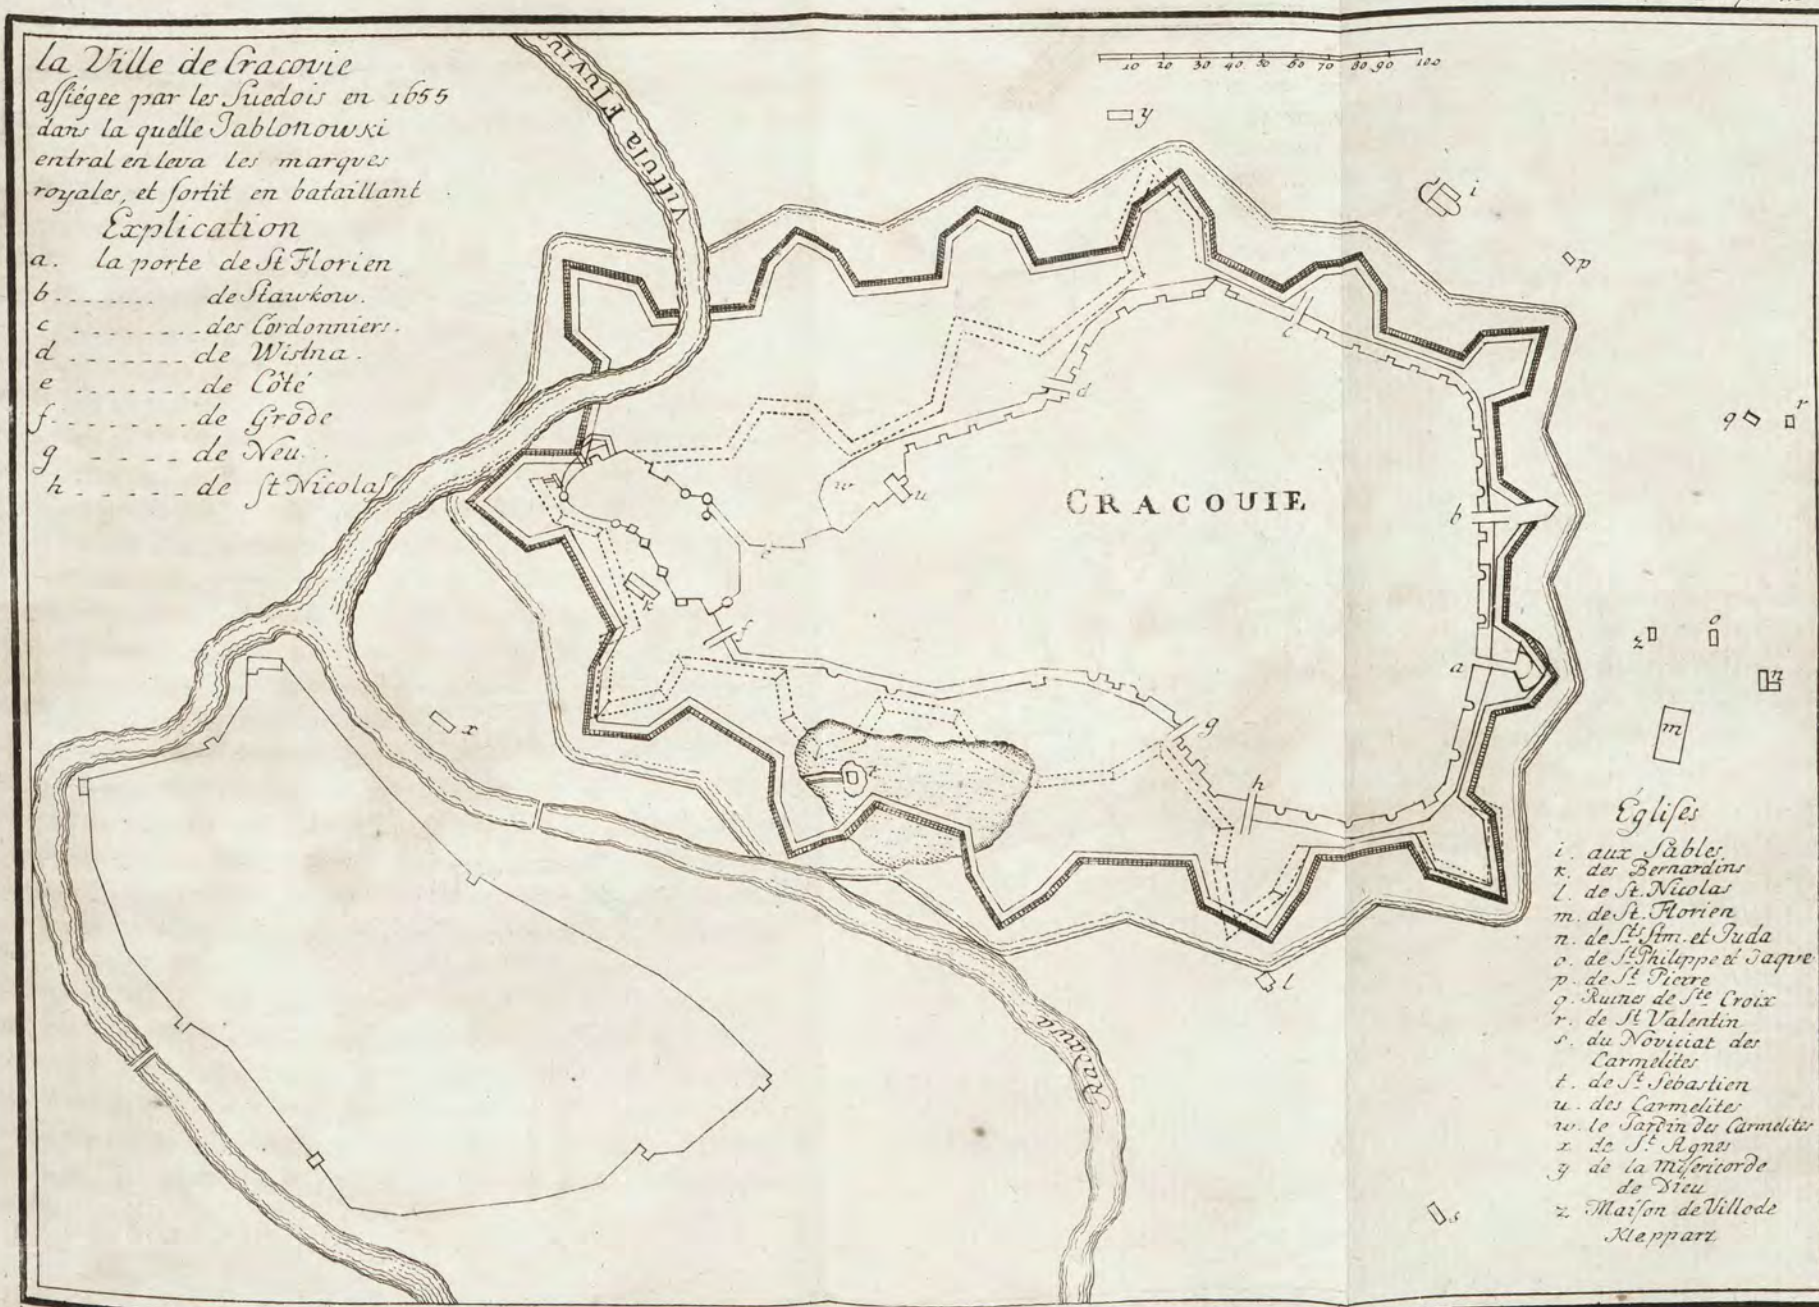 la Ville de Cracovie
assiégee par les Suedois en 1655
dans la quelle Jablonowski
entral en leva les marques
royales, et sortit en bataillant
Explication
a. la porte de St Florien
b........ de Slawkow.
c ........ des Cordonniers.
d ....... de Wislna.
e ....... de Côté
f........ de Grode
g ..... de Neu.
h ..... de St Nicolas
Vistula Fluvius
10 20 30 40 50 60 70 80 90 100
y
i
p
c
d
q
r
w
u
CRACOUIE
b
e
k
f
z
o
a
n
x
g
m
h
l
Rudawa
s
Églises
i. aux Sables
k. des Bernardins
l. de St. Nicolas
m. de St. Florien
n. de Sts Sim. et Juda
o. de St Philippe et Jaque
p. de St Pierre
q. Ruines de Ste Croix
r. de St Valentin
s. du Noviciat des
Carmelites
t. de St Sebastien
u. des Carmelites
w. le Jardin des Carmelites
x de St Agnes
y de la Misericorde
de Dieu
z Maison de Villode
Kleppart